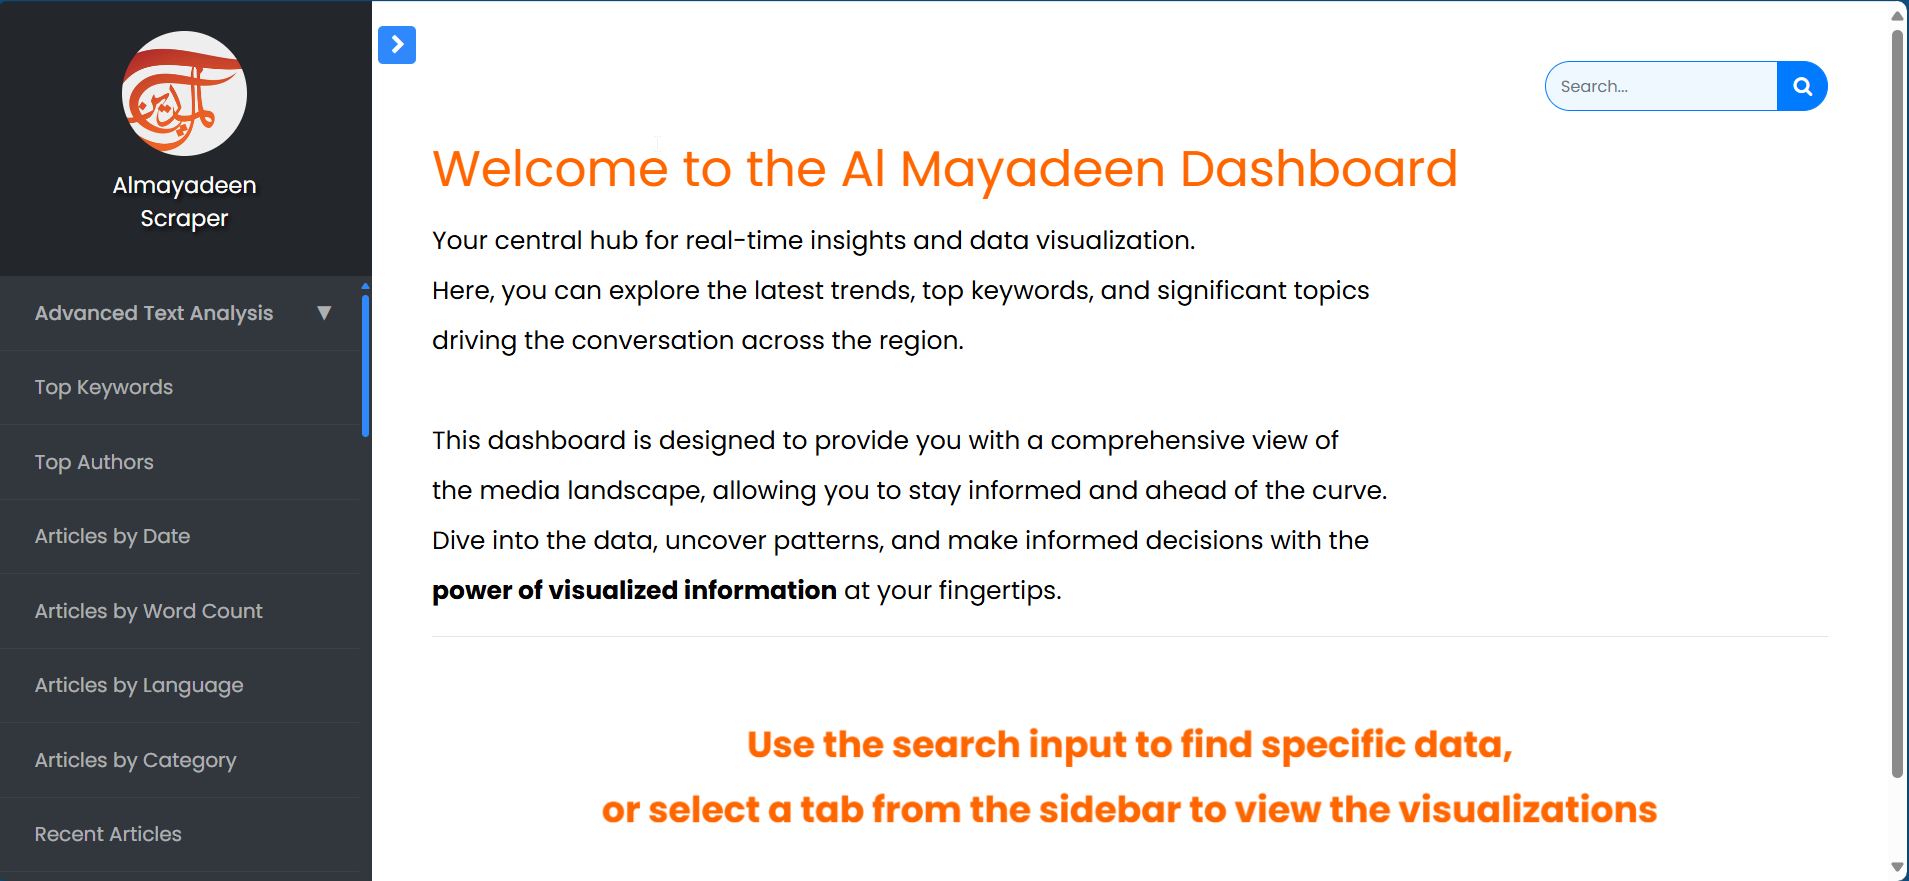 الميادين
Almayadeen
Scraper
Advanced Text Analysis ▼
Top Keywords
Top Authors
Articles by Date
Articles by Word Count
Articles by Language
Articles by Category
Recent Articles
Search...
Welcome to the Al Mayadeen Dashboard
Your central hub for real-time insights and data visualization.
Here, you can explore the latest trends, top keywords, and significant topics
driving the conversation across the region.
This dashboard is designed to provide you with a comprehensive view of
the media landscape, allowing you to stay informed and ahead of the curve.
Dive into the data, uncover patterns, and make informed decisions with the
power of visualized information at your fingertips.
Use the search input to find specific data,
or select a tab from the sidebar to view the visualizations